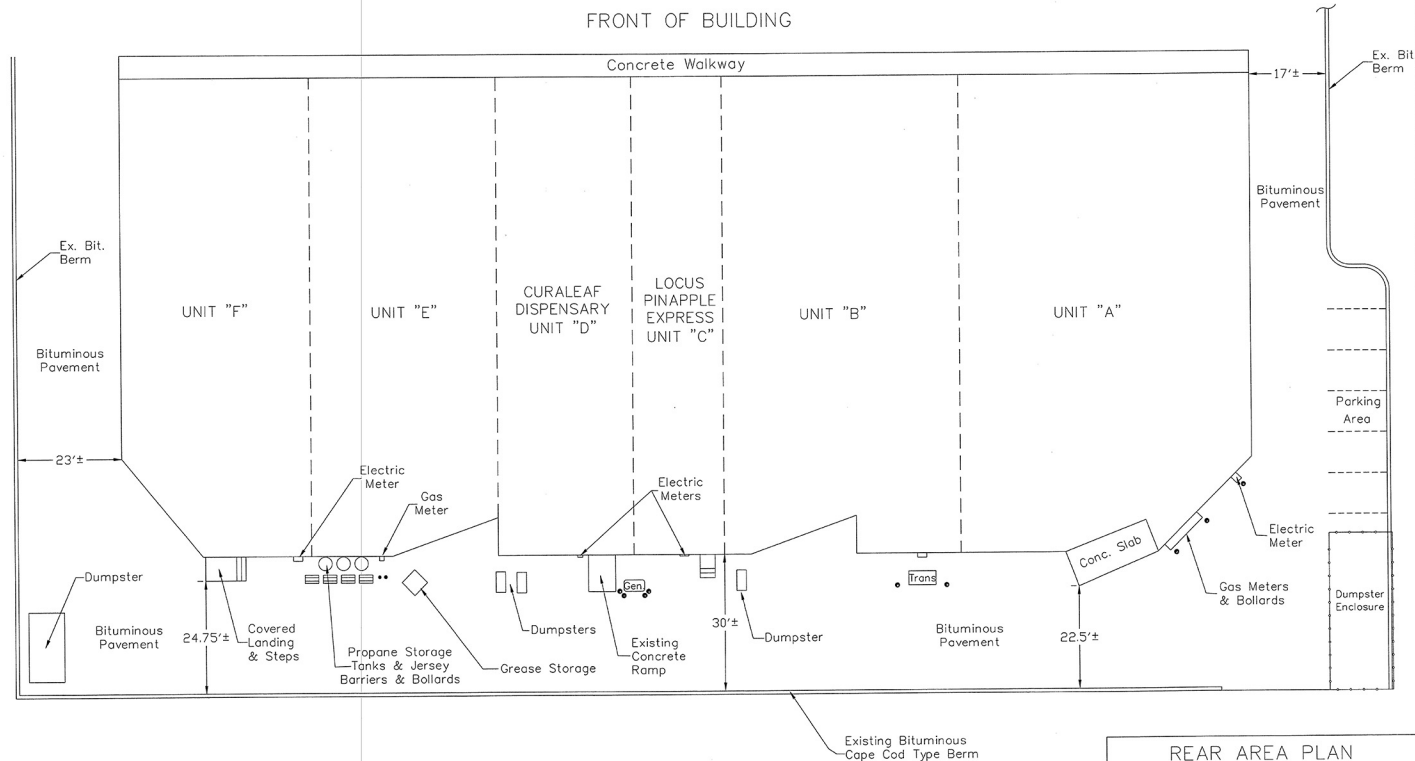 FRONT OF BUILDING
Concrete Walkway
17'±
Ex. Bit
Berm
Bituminous
Pavement
Ex. Bit.
Berm
UNIT "F"
UNIT "E"
CURALEAF
DISPENSARY
UNIT "D"
LOCUS
PINAPPLE
EXPRESS
UNIT "C"
UNIT "B"
UNIT "A"
Bituminous
Pavement
Parking
Area
23'±
Electric
Meter
Gas
Meter
Electric
Meters
Electric
Meter
Conc. Slab
Dumpster
Gen.
Trans
Gas Meters
& Bollards
Dumpster
Enclosure
Bituminous
Pavement
24.75'±
Covered
Landing
& Steps
Propane Storage
Tanks & Jersey
Barriers & Bollards
Grease Storage
Dumpsters
Existing
Concrete
Ramp
30'±
Dumpster
Bituminous
Pavement
22.5'±
Existing Bituminous
Cape Cod Type Berm
REAR AREA PLAN